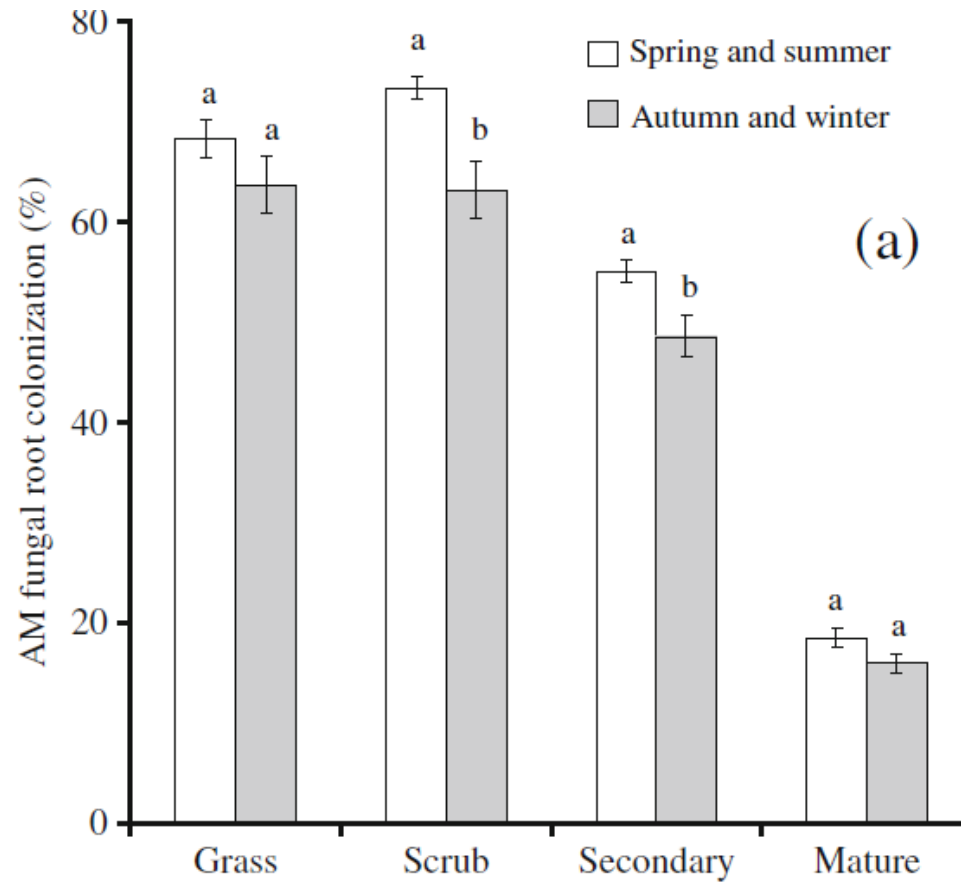 80
60
40
20
0
AM fungal root colonization (%)
Spring and summer
Autumn and winter
(a)
a
a
a
b
a
b
a
a
Grass
Scrub
Secondary
Mature